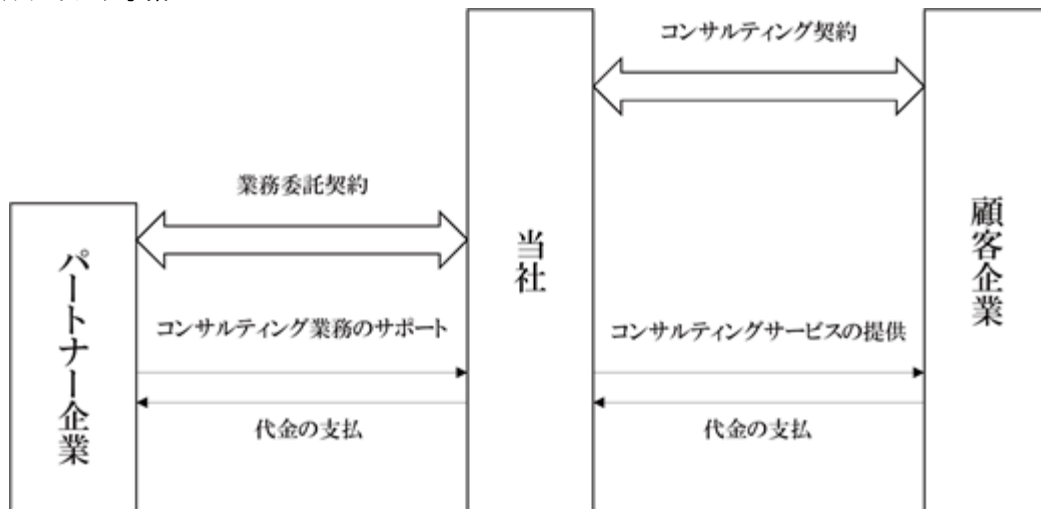 コンサルティング契約
業務委託契約
パートナー企業
当社
顧客企業
コンサルティング業務のサポート
コンサルティングサービスの提供
代金の支払
代金の支払